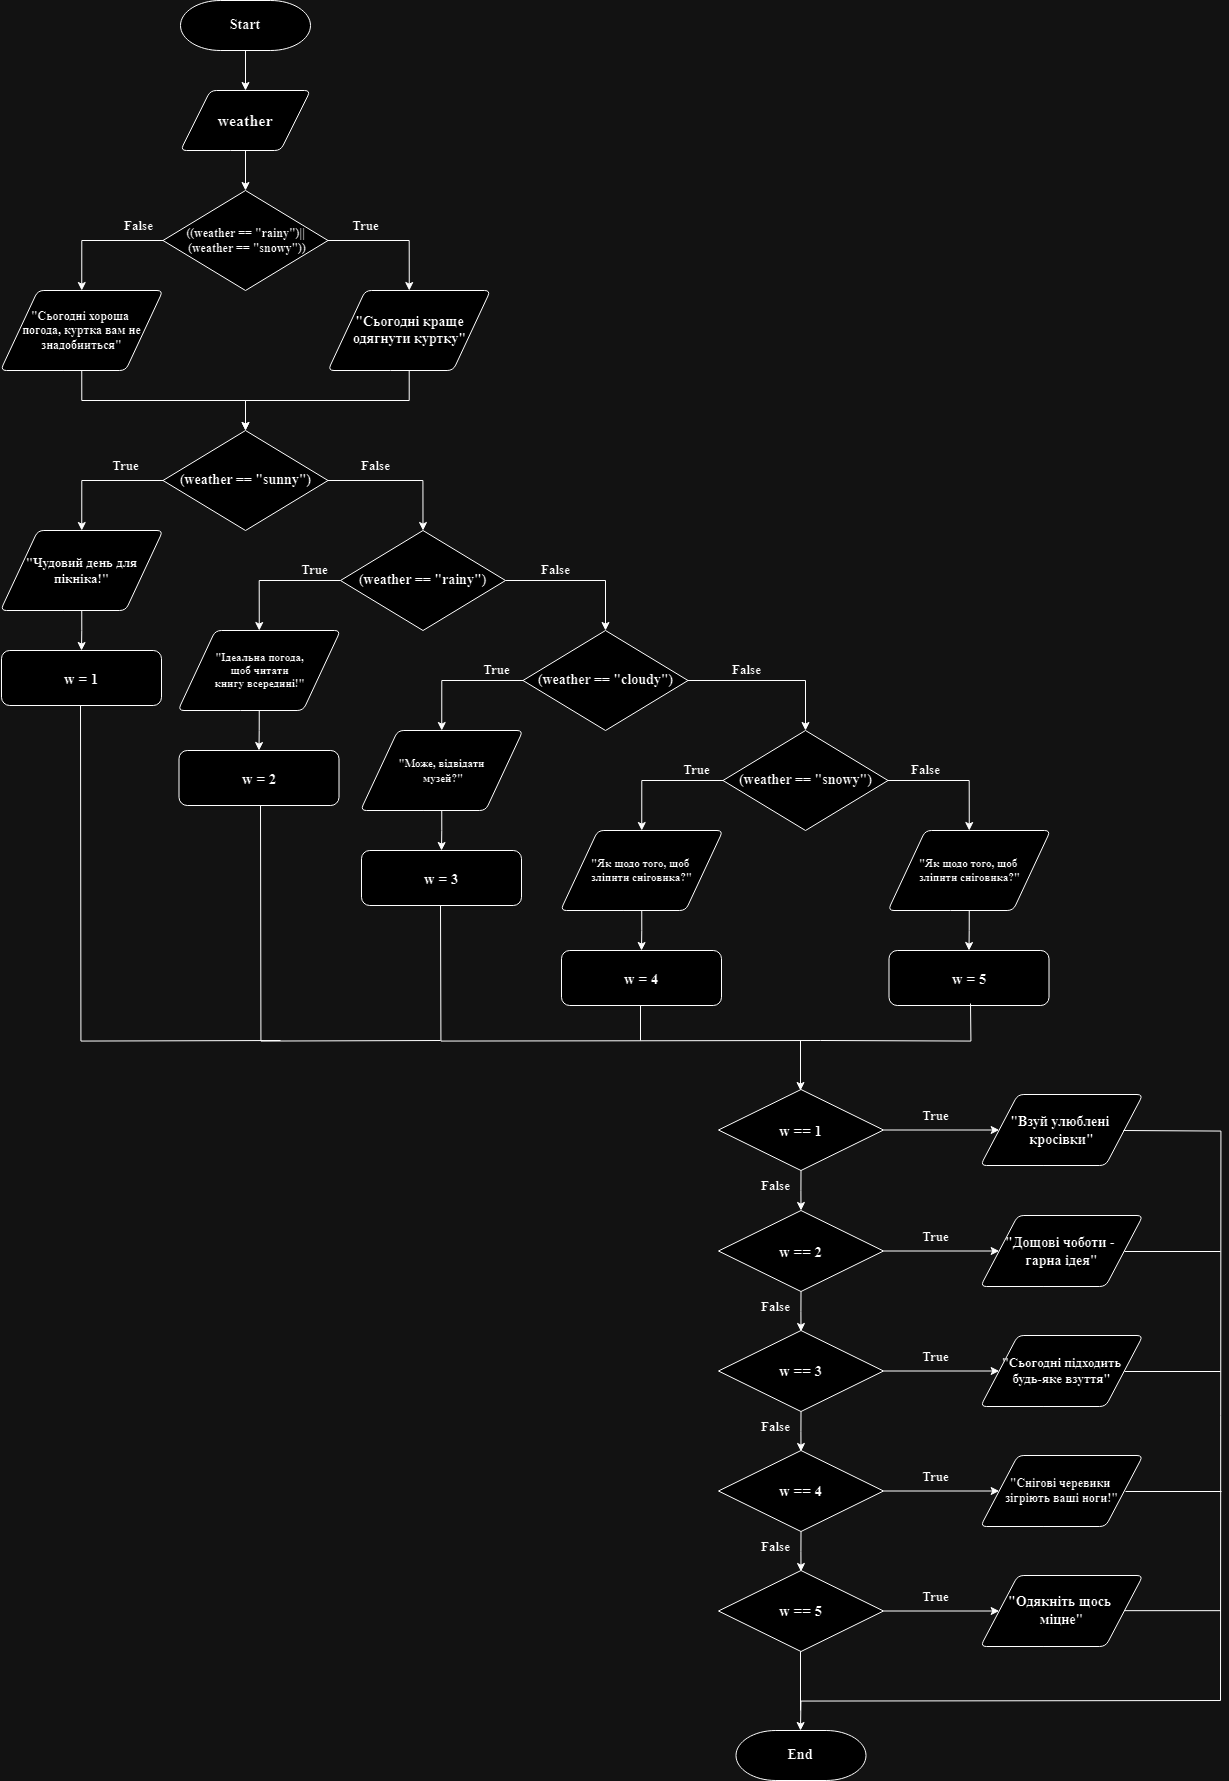 Start
weather
False
True
((weather == "rainy")||
(weather == "snowy"))
"Сьогодні хороша
погода, куртка вам не
знадобииться"
"Сьогодні краще
одягнути куртку"
True
False
(weather == "sunny")
"Чудовий день для
пікніка!"
w = 1
True
False
(weather == "rainy")
"Ідеальна погода,
щоб читати
книгу всередині!"
w = 2
True
False
(weather == "cloudy")
"Може, відвідати
музей?"
w = 3
True
False
(weather == "snowy")
"Як щодо того, щоб
зліпити сніговика?"
w = 4
"Як щодо того, щоб
зліпити сніговика?"
w = 5
w == 1
True
"Взуй улюблені
кросівки"
False
w == 2
True
"Дощові чоботи -
гарна ідея"
False
w == 3
True
"Сьогодні підходить
будь-яке взуття"
False
w == 4
True
"Снігові черевики
зігріють ваші ноги!"
False
w == 5
True
"Одякніть щось
міцне"
End